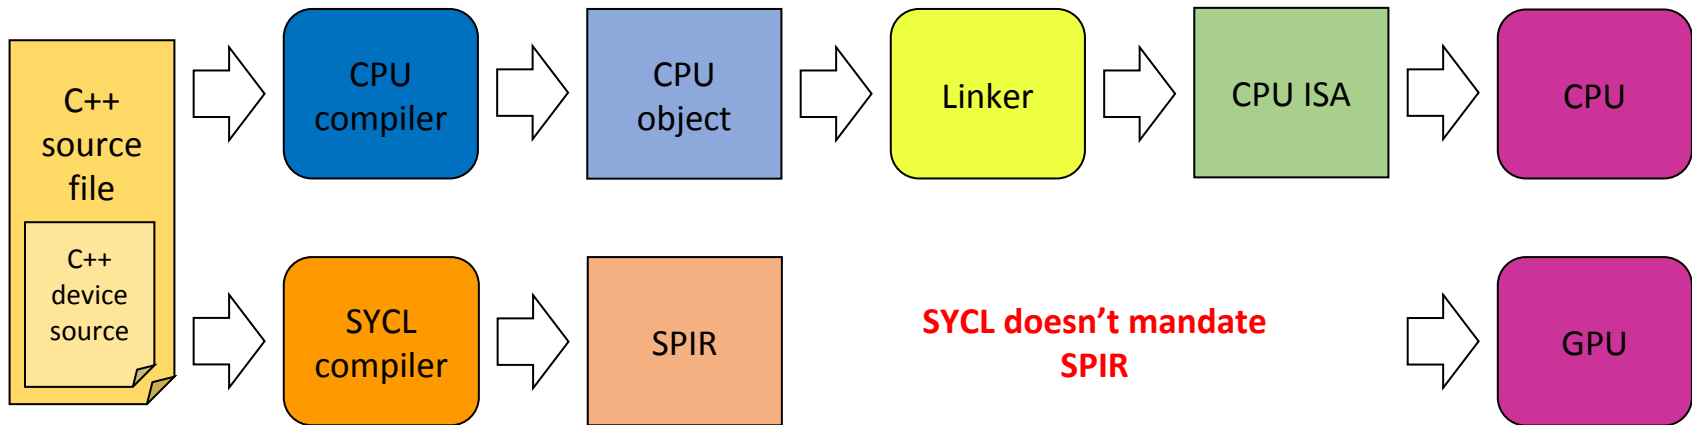 C++
source
file
C++
device
source
CPU
compiler
CPU
object
Linker
CPU ISA
CPU
SYCL
compiler
SPIR
SYCL doesn’t mandate
SPIR
GPU